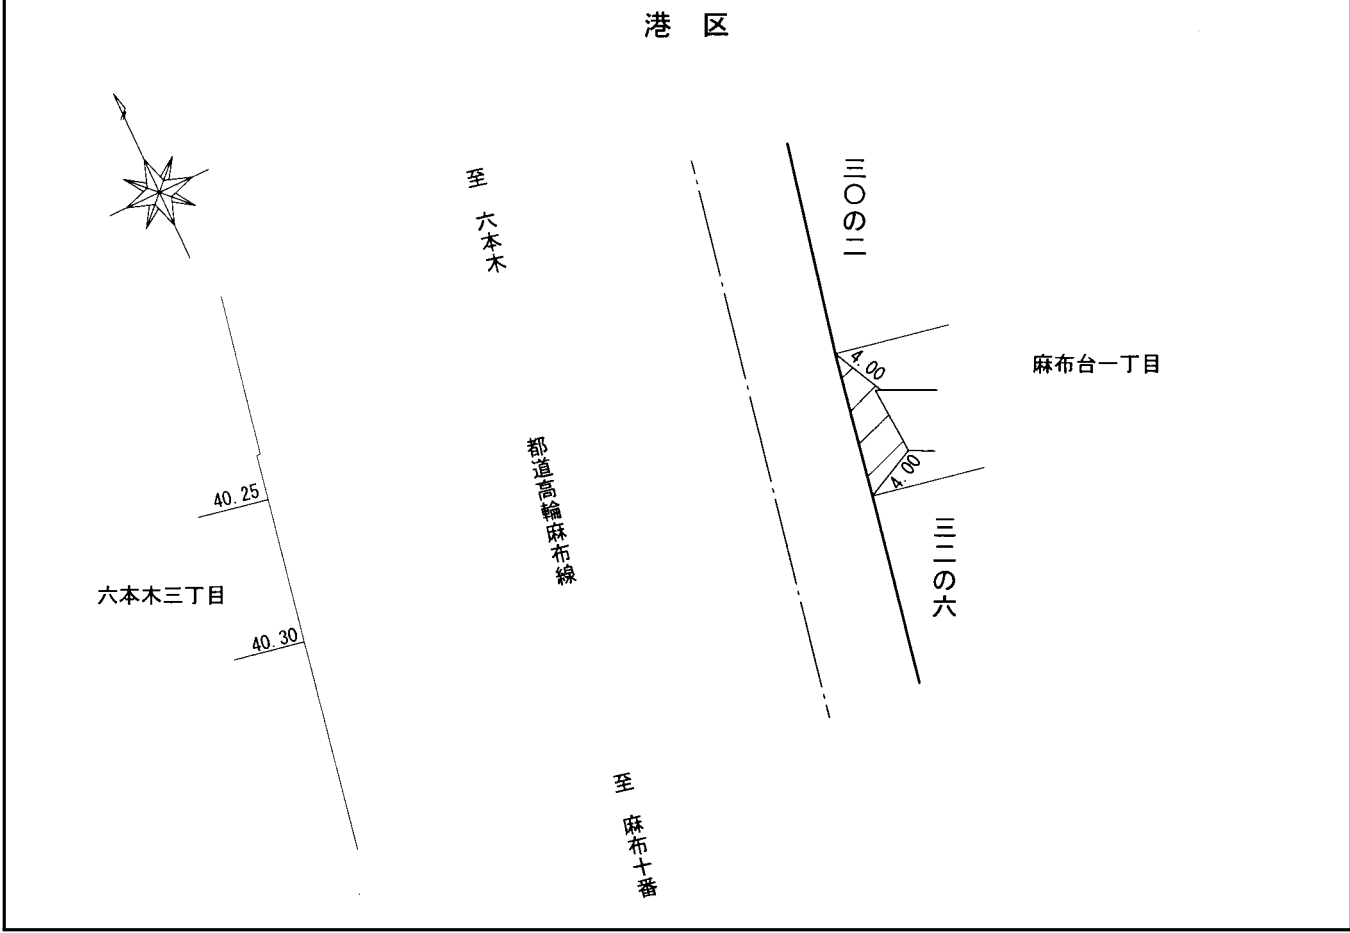 港区
至 六本木
三〇の二
麻布台一丁目
4.00
4.00
都道高輪麻布線
40.25
三二の六
六本木三丁目
40.30
至 麻布十番